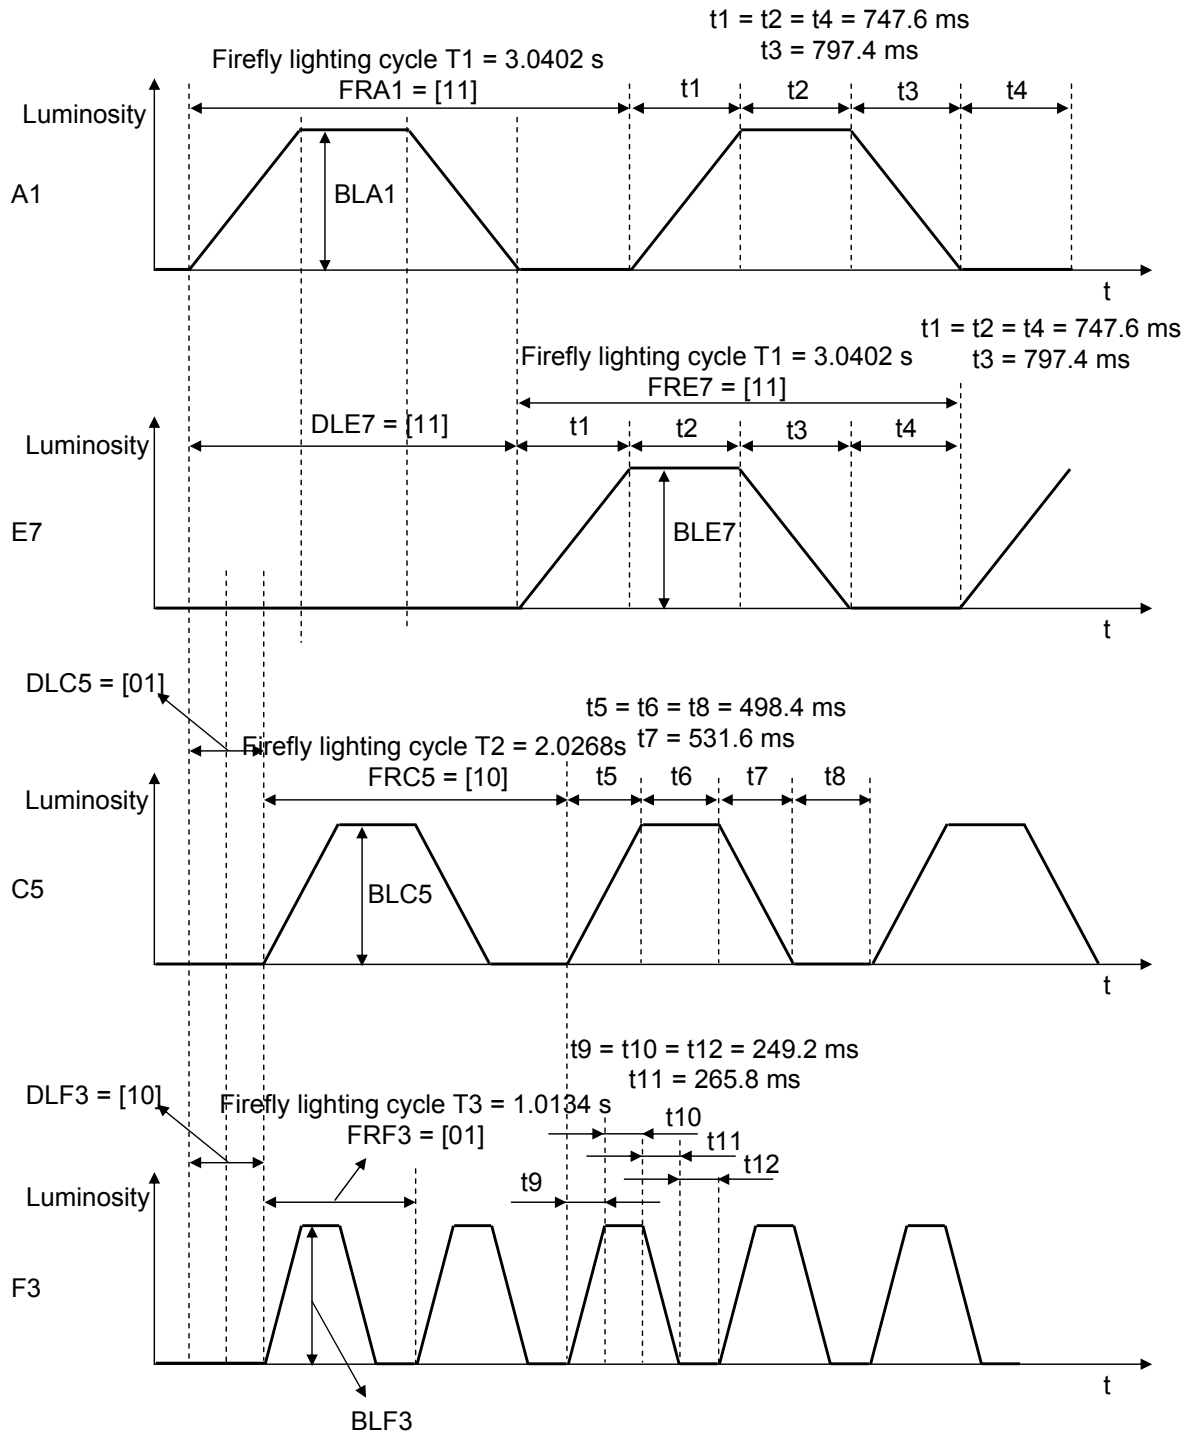 t1 = t2 = t4 = 747.6 ms
t3 = 797.4 ms
Firefly lighting cycle T1 = 3.0402 s
FRA1 = [11]
t1
t2
t3
t4
Luminosity
A1
BLA1
t
t1 = t2 = t4 = 747.6 ms
t3 = 797.4 ms
Firefly lighting cycle T1 = 3.0402 s
FRE7 = [11]
DLE7 = [11]
t1
t2
t3
t4
Luminosity
E7
BLE7
t
DLC5 = [01]
t5 = t6 = t8 = 498.4 ms
t7 = 531.6 ms
Firefly lighting cycle T2 = 2.0268s
FRC5 = [10]
t5
t6
t7
t8
Luminosity
C5
BLC5
t
t9 = t10 = t12 = 249.2 ms
t11 = 265.8 ms
DLF3 = [10]
Firefly lighting cycle T3 = 1.0134 s
FRF3 = [01]
t10
t11
t12
t9
Luminosity
F3
t
BLF3